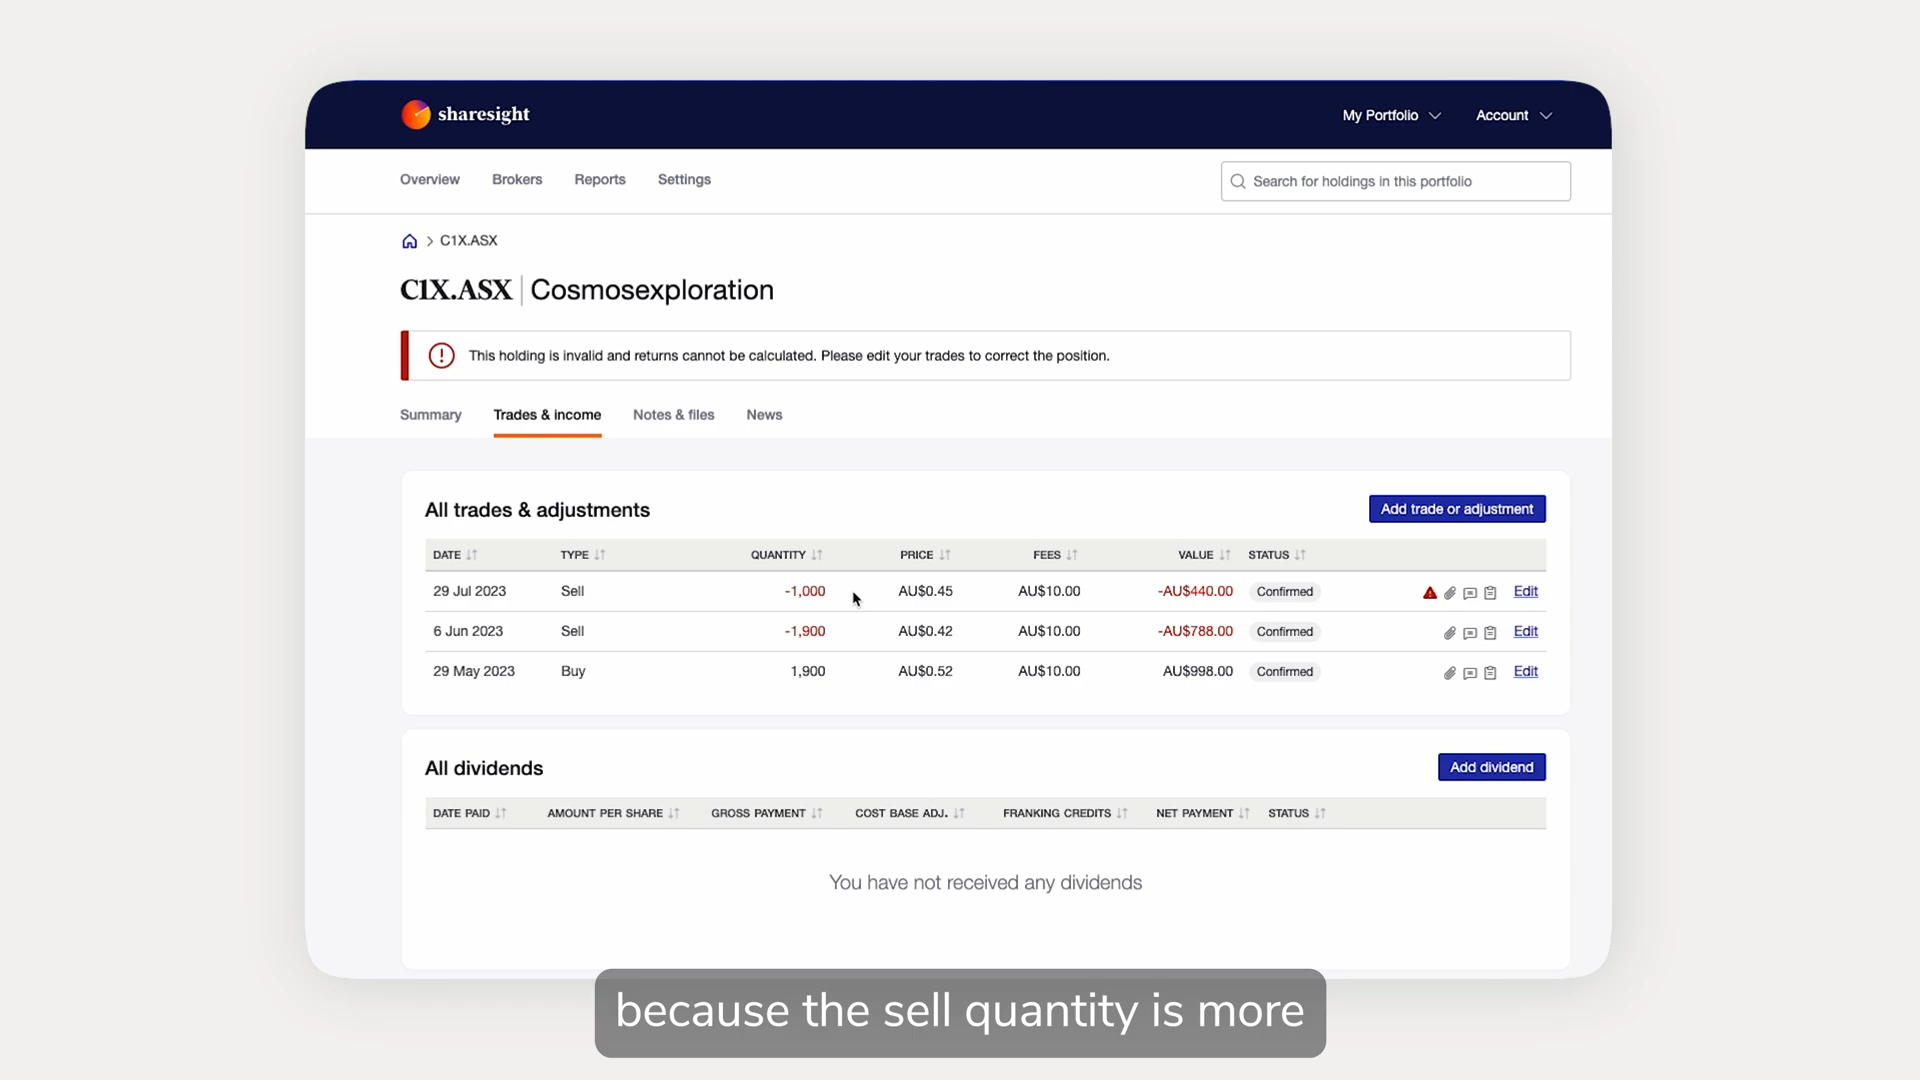 sharesight
My Portfolio
Account
Overview
Brokers
Reports
Settings
Search for holdings in this portfolio
C1X.ASX
C1X.ASX | Cosmosexploration
This holding is invalid and returns cannot be calculated. Please edit your trades to correct the position.
Summary
Trades & income
Notes & files
News
All trades & adjustments
Add trade or adjustment
DATE TYPE QUANTITY PRICE FEES VALUE STATUS
29 Jul 2023 Sell -1,000 AU$0.45 AU$10.00 -AU$440.00 Confirmed Edit
6 Jun 2023 Sell -1,900 AU$0.42 AU$10.00 -AU$788.00 Confirmed Edit
29 May 2023 Buy 1,900 AU$0.52 AU$10.00 AU$998.00 Confirmed Edit
All dividends
Add dividend
DATE PAID AMOUNT PER SHARE GROSS PAYMENT COST BASE ADJ. FRANKING CREDITS NET PAYMENT STATUS
You have not received any dividends
because the sell quantity is more